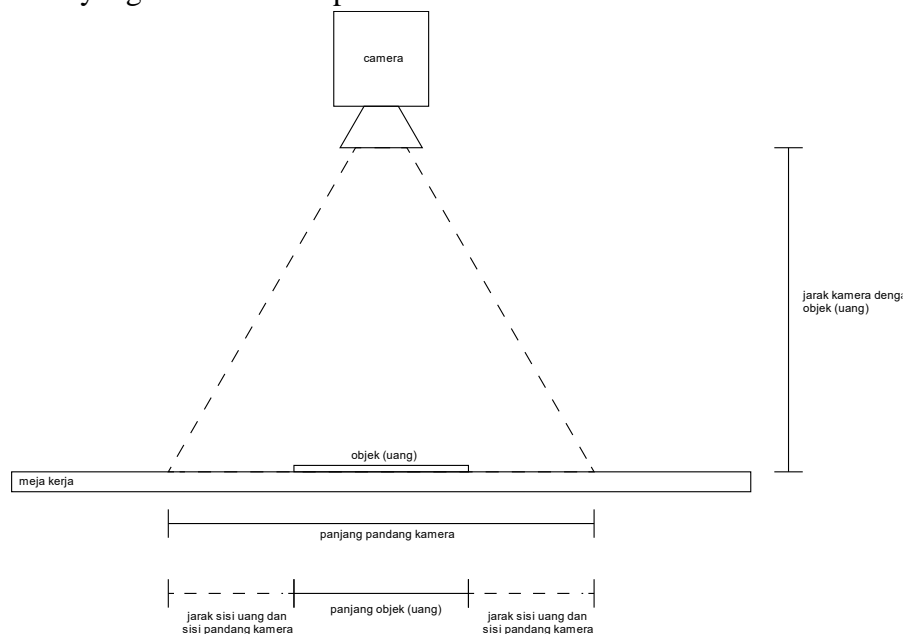 camera
jarak kamera
objek (uang)
objek (uang)
meja kerja
panjang pandang kamera
panjang objek (uang)
jarak sisi uang dan
sisi pandang kamera
jarak sisi uang dan
sisi pandang kamera